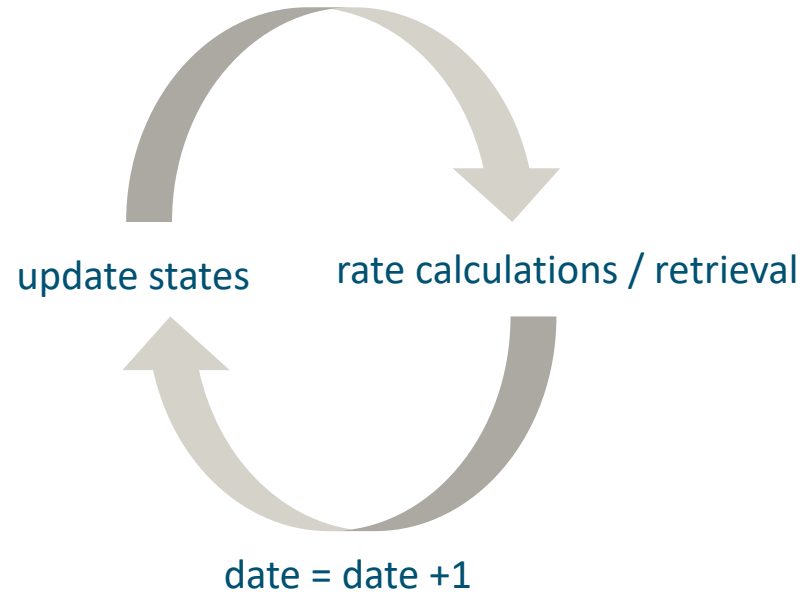 update states
rate calculations / retrieval
date = date +1